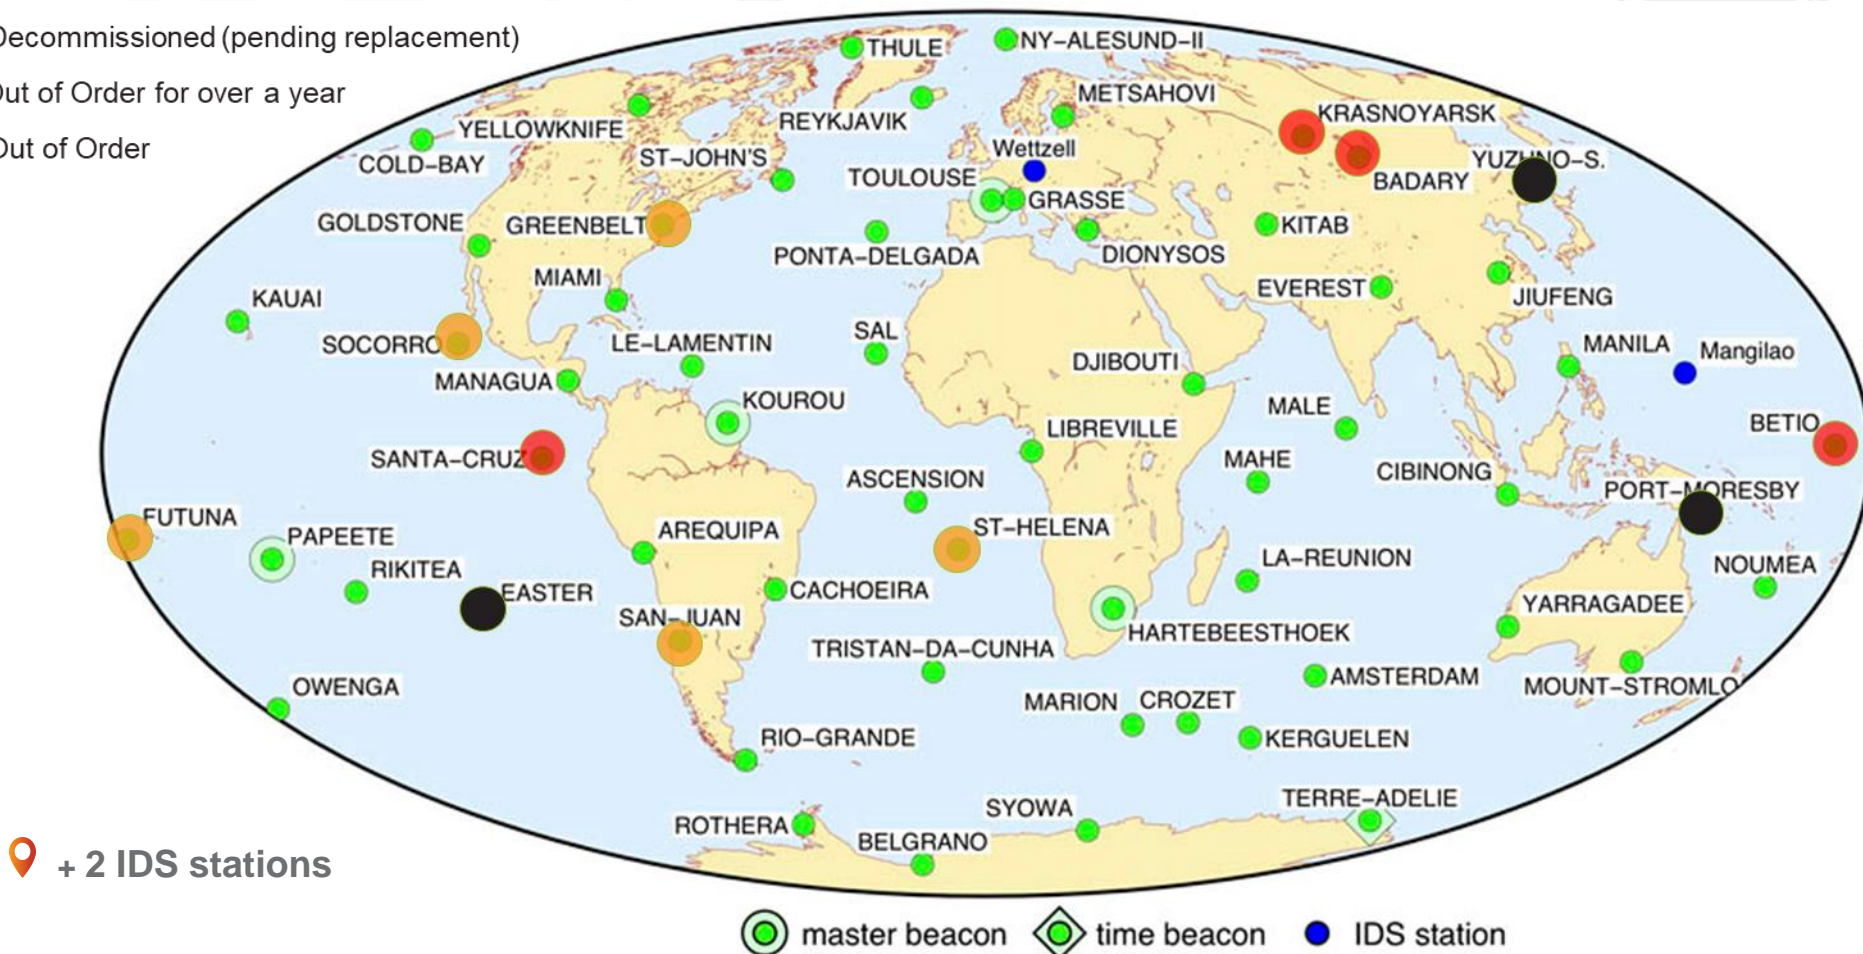 Decommissioned (pending replacement)
Out of Order for over a year
Out of Order
THULE
NY-ALESUND-II
METSAHOVI
KRASNOYARSK
YELLOWKNIFE
REYKJAVIK
COLD-BAY
ST-JOHN'S
Wettzell
YUZHNO-S.
TOULOUSE
BADARY
GRASSE
GOLDSTONE
GREENBELT
KITAB
PONTA-DELGADA
DIONYSOS
MIAMI
EVEREST
JIUFENG
KAUAI
SOCORRO
LE-LAMENTIN
SAL
MANILA
Mangilao
MANAGUA
DJIBOUTI
KOUROU
MALE
BETIO
LIBREVILLE
SANTA-CRUZ
MAHE
CIBINONG
ASCENSION
PORT-MORESBY
FUTUNA
PAPEETE
AREQUIPA
ST-HELENA
LA-REUNION
NOUMEA
RIKITEA
EASTER
CACHOEIRA
YARRAGADEE
SAN-JUAN
HARTEBEESTHOEK
TRISTAN-DA-CUNHA
AMSTERDAM
OWENGA
MOUNT-STROMLO
MARION
CROZET
RIO-GRANDE
KERGUELEN
TERRE-ADELIE
SYOWA
ROTHERA
BELGRANO
+ 2 IDS stations
master beacon
time beacon
IDS station